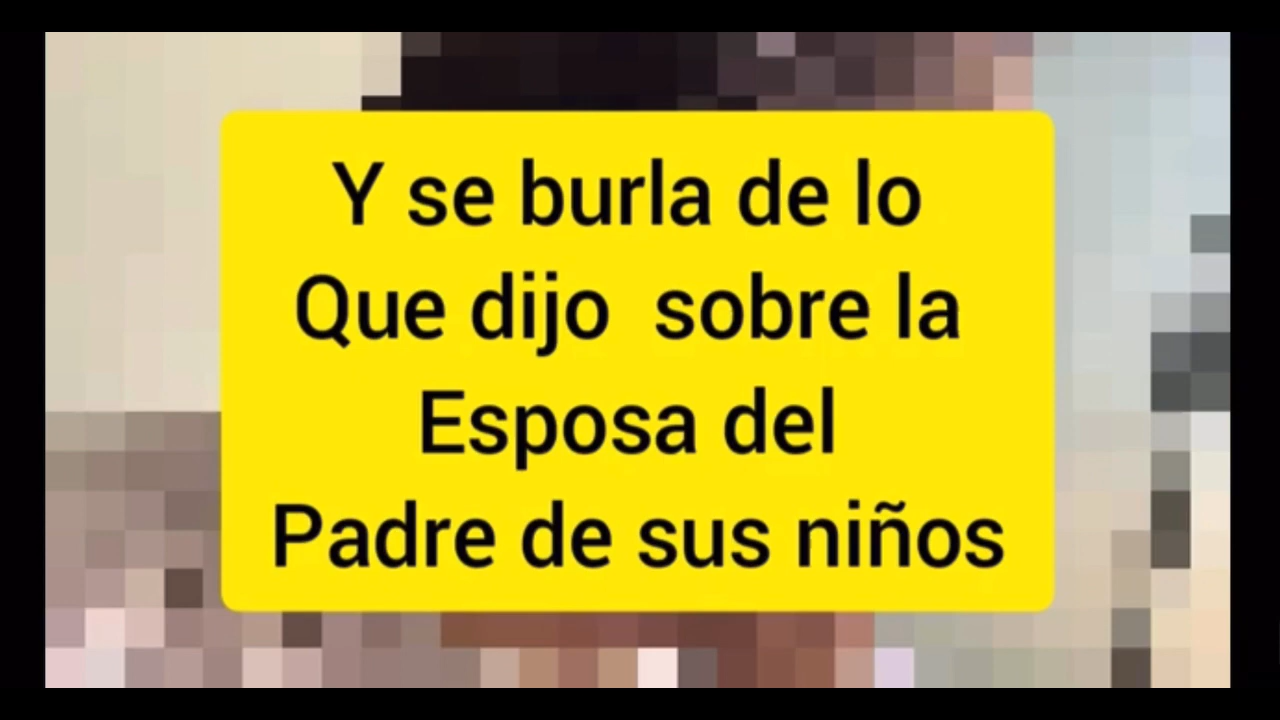 Y se burla de lo
Que dijo sobre la
Esposa del
Padre de sus niños